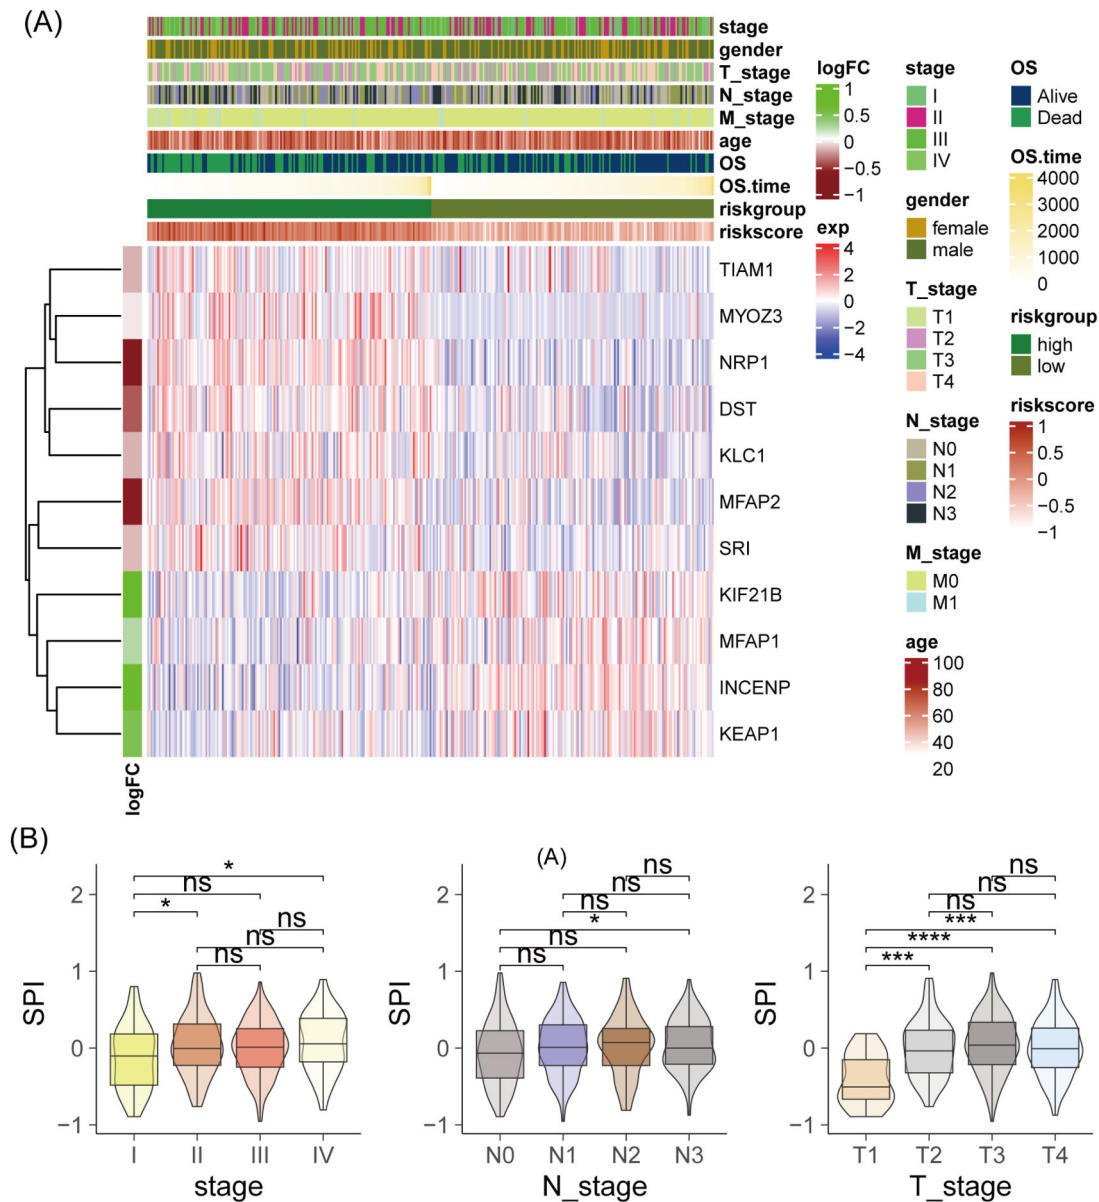 (A)
stage
gender
T_stage
N_stage
M_stage
age
OS
OS.time
riskgroup
riskscore
TIAM1
MYOZ3
NRP1
DST
KLC1
MFAP2
SRI
KIF21B
MFAP1
INCENP
KEAP1
logFC
logFC
1
0.5
0
−0.5
−1
exp
4
2
0
−2
−4
stage
I
II
III
IV
gender
female
male
T_stage
T1
T2
T3
T4
N_stage
N0
N1
N2
N3
M_stage
M0
M1
age
100
80
60
40
20
OS
Alive
Dead
OS.time
4000
3000
2000
1000
0
riskgroup
high
low
riskscore
1
0.5
0
−0.5
−1
(B)
SPI
2
1
0
−1
*
ns
*
ns
ns
ns
I II III IV
stage
(A)
SPI
2
1
0
−1
ns
ns
ns
*
ns
ns
N0 N1 N2 N3
N_stage
SPI
2
1
0
−1
ns
ns
ns
***
****
***
T1 T2 T3 T4
T_stage